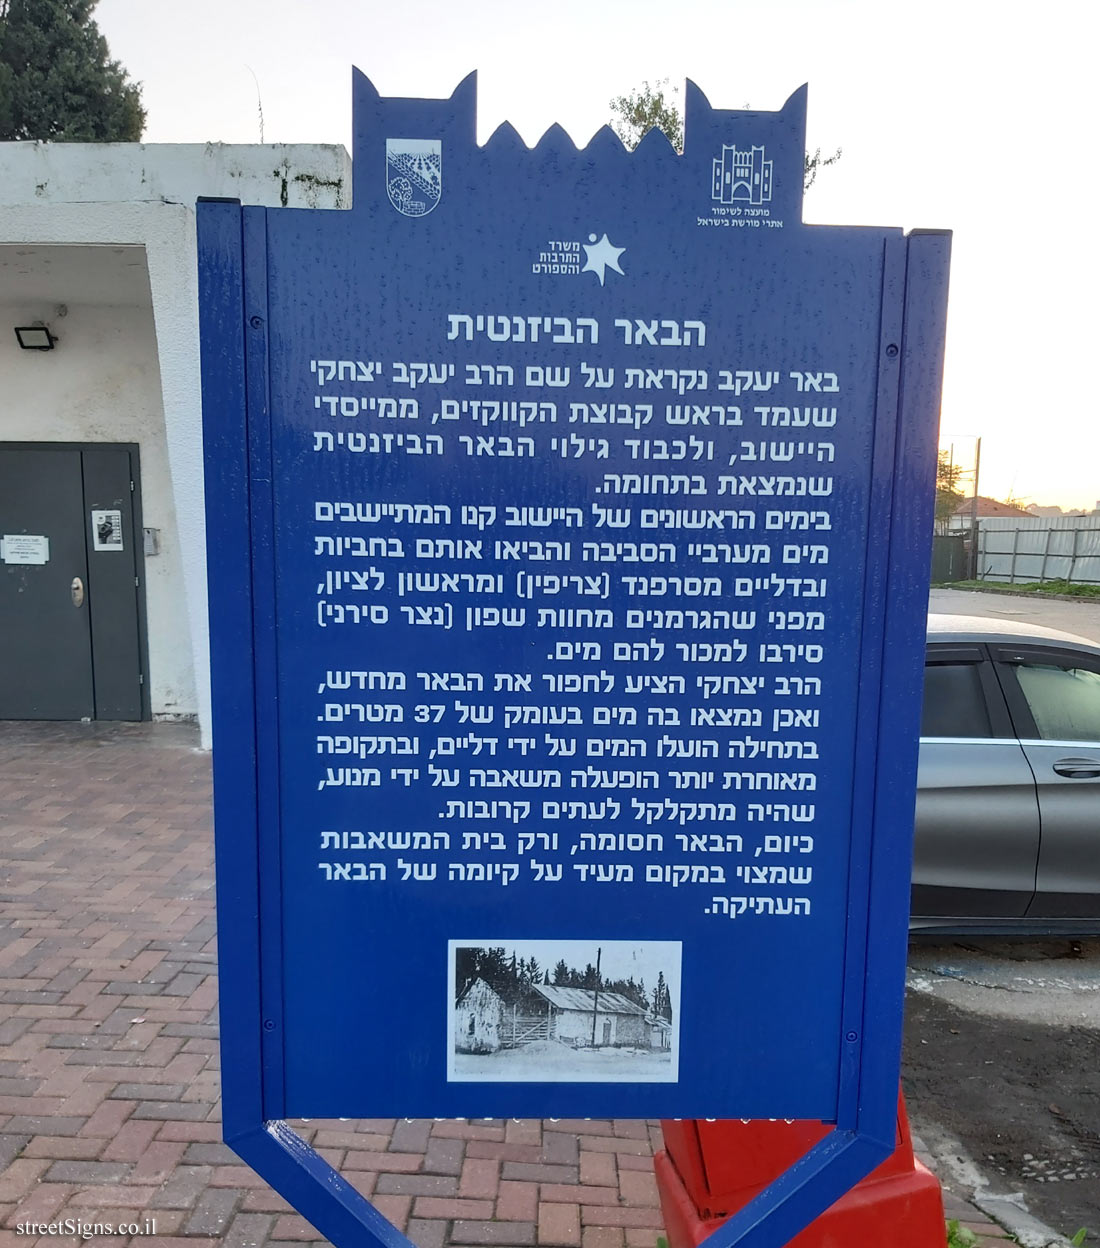 מועצה לשימור
אתרי מורשת בישראל
משרד
התרבות
והספורט
הבאר הביזנטית
באר יעקב נקראת על שם הרב יעקב יצחקי
שעמד בראש קבוצת הקווקזים, ממייסדי
היישוב, ולכבוד גילוי הבאר הביזנטית
שנמצאת בתחומה.
בימים הראשונים של היישוב קנו המתיישבים
מים מערביי הסביבה והביאו אותם בחביות
ובדליים מסרפנד (צריפין) ומראשון לציון,
מפני שהגרמנים מחוות שפון (נצר סירני)
סירבו למכור להם מים.
הרב יצחקי הציע לחפור את הבאר מחדש,
ואכן נמצאו בה מים בעומק של 37 מטרים.
בתחילה הועלו המים על ידי דליים, ובתקופה
מאוחרת יותר הופעלה משאבה על ידי מנוע,
שהיה מתקלקל לעתים קרובות.
כיום, הבאר חסומה, ורק בית המשאבות
שמצוי במקום מעיד על קיומה של הבאר
העתיקה.
streetSigns.co.il